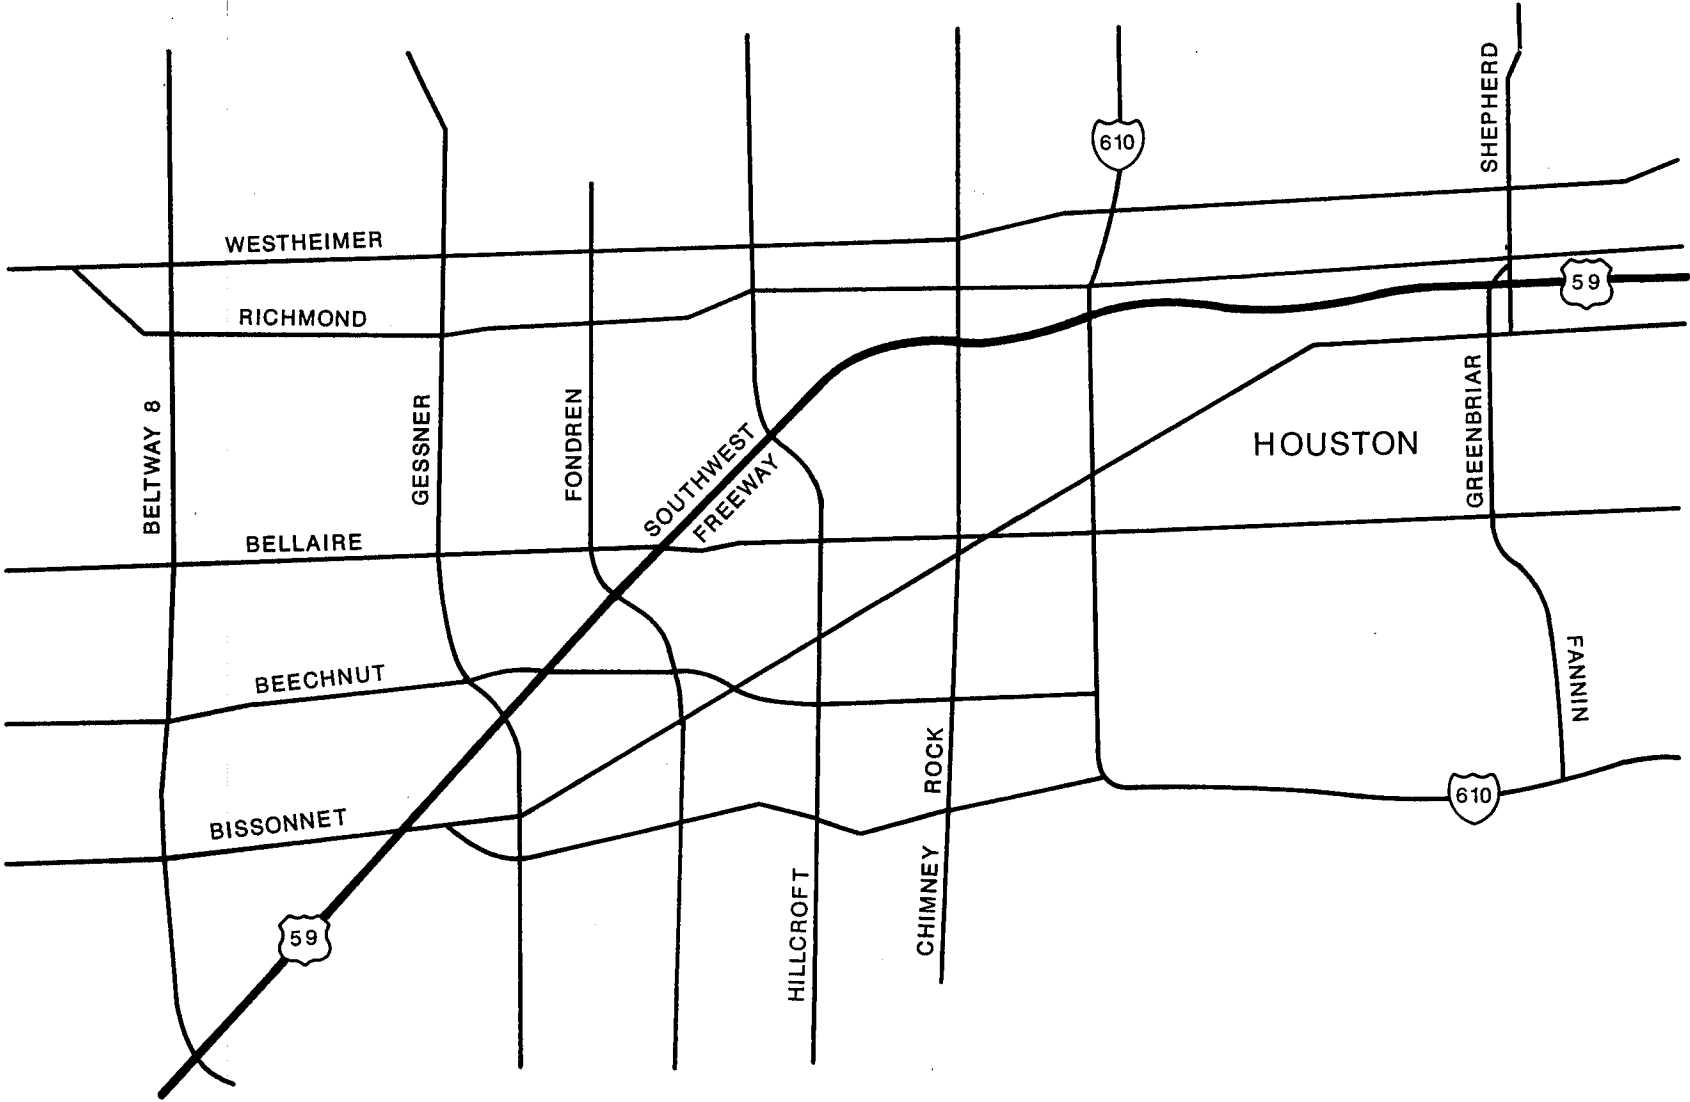 SHEPHERD
610
WESTHEIMER
59
RICHMOND
BELTWAY 8
GESSNER
FONDREN
SOUTHWEST
FREEWAY
GREENBRIAR
HOUSTON
BELLAIRE
BEECHNUT
FANNIN
CHIMNEY ROCK
610
BISSONNET
HILLCROFT
59